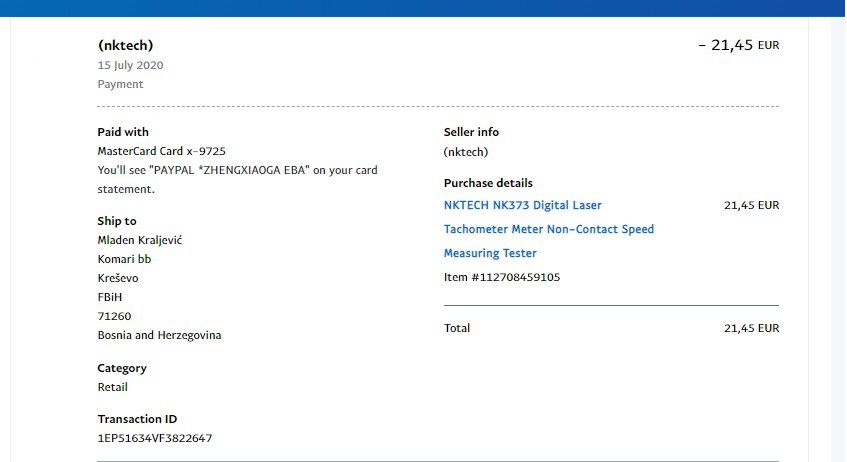 (nktech)
- 21,45 EUR
15 July 2020
Payment
Paid with
MasterCard Card x-9725
You'll see "PAYPAL *ZHENGXIAOGA EBA" on your card
statement.
Ship to
Mladen Kraljević
Komari bb
Kreševo
FBiH
71260
Bosnia and Herzegovina
Category
Retail
Transaction ID
1EP51634VF3822647
Seller info
(nktech)
Purchase details
NKTECH NK373 Digital Laser 21,45 EUR
Tachometer Meter Non-Contact Speed
Measuring Tester
Item #112708459105
Total 21,45 EUR